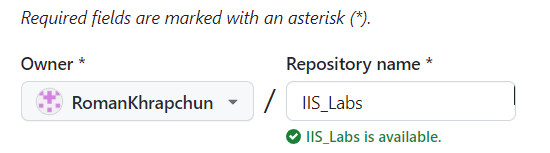 Required fields are marked with an asterisk (*).
Owner * Repository name *
RomanKhrapchun / IIS_Labs
IIS_Labs is available.